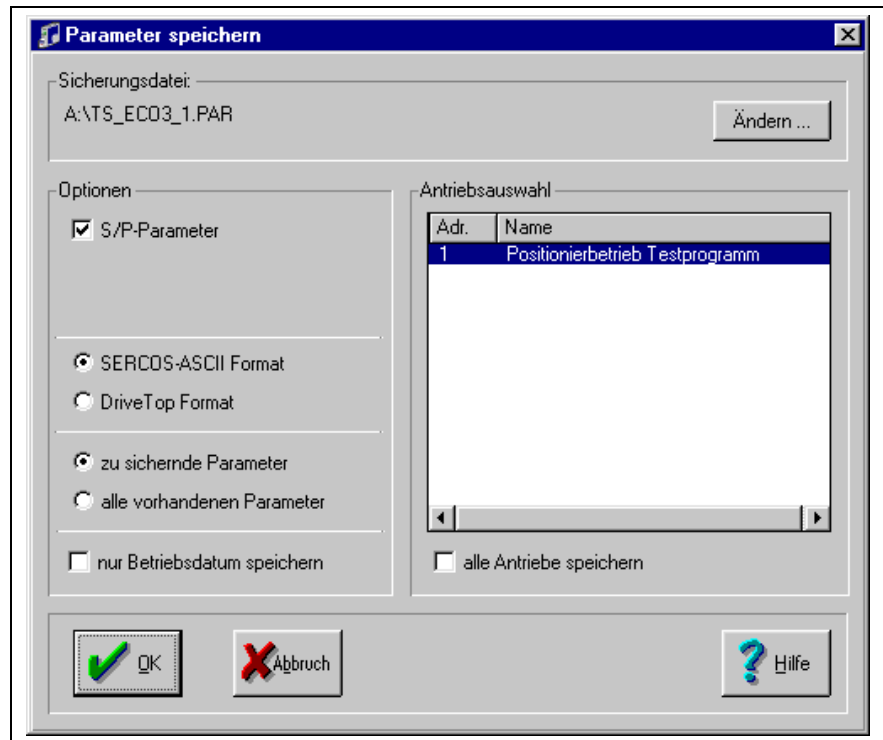 Parameter speichern
Sicherungsdatei:
A:\TS_ECO3_1.PAR
Ändern ...
Optionen
S/P-Parameter
SERCOS-ASCII Format
DriveTop Format
zu sichernde Parameter
alle vorhandenen Parameter
nur Betriebsdatum speichern
Antriebsauswahl
Adr. Name
1 Positionierbetrieb Testprogramm
alle Antriebe speichern
OK
Abbruch
Hilfe